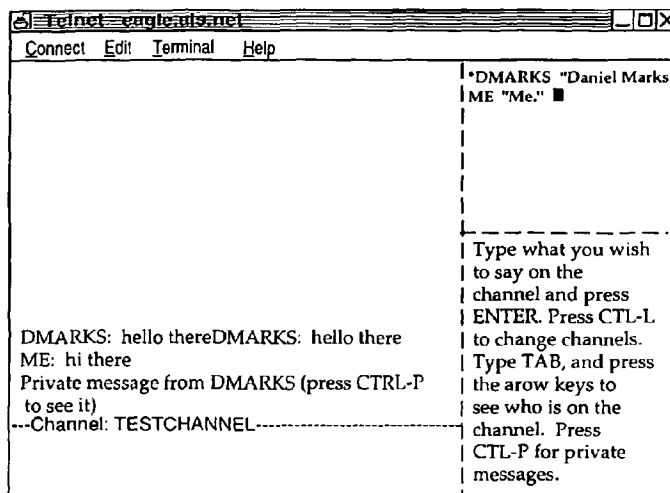 Telnet - eagle.ais.net
Connect Edit Terminal Help
*DMARKS "Daniel Marks
ME "Me."
DMARKS: hello thereDMARKS: hello there
ME: hi there
Private message from DMARKS (press CTRL-P
to see it)
---Channel: TESTCHANNEL---
Type what you wish
to say on the
channel and press
ENTER. Press CTL-L
to change channels.
Type TAB, and press
the arow keys to
see who is on the
channel. Press
CTL-P for private
messages.